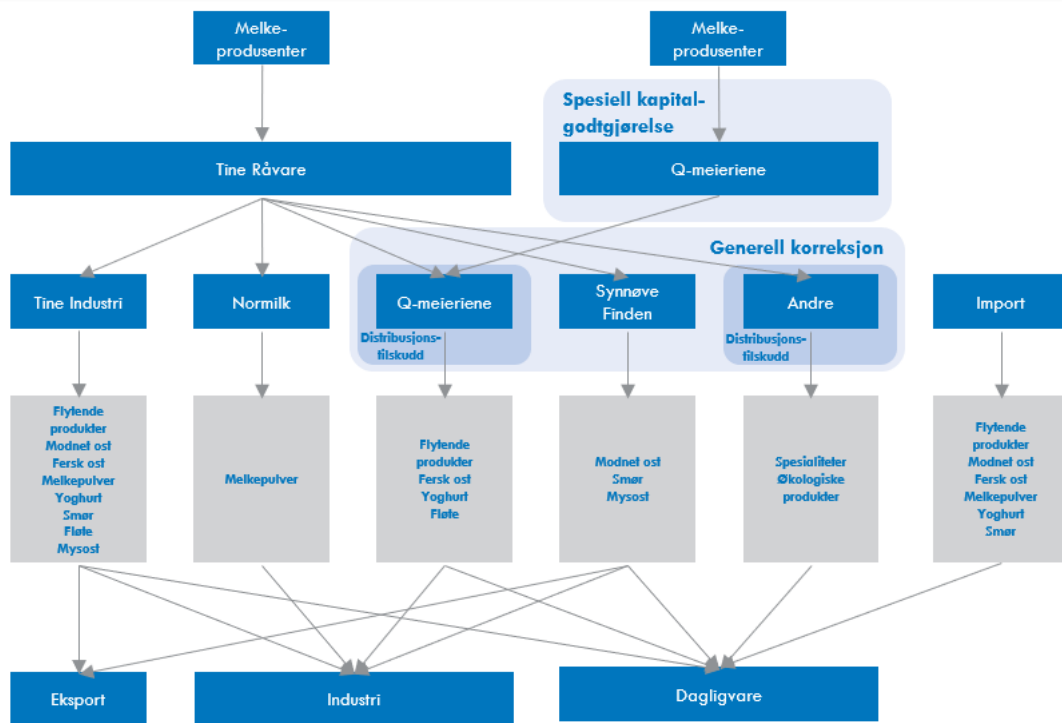 Melke-
produsenter
Melke-
produsenter
Spesiell kapital-
godtgjørelse
Tine Råvare
Q-meieriene
Generell korreksjon
Tine Industri
Normilk
Q-meieriene
Synnøve
Finden
Andre
Import
Distribusjons-
tilskudd
Distribusjons-
tilskudd
Flytende
produkter
Modnet ost
Fersk ost
Melkepulver
Yoghurt
Smør
Fløte
Mysost
Melkepulver
Flytende
produkter
Fersk ost
Yoghurt
Fløte
Modnet ost
Smør
Mysost
Spesialiteter
Økologiske
produkter
Flytende
produkter
Modnet ost
Fersk ost
Melkepulver
Yoghurt
Smør
Eksport
Industri
Dagligvare